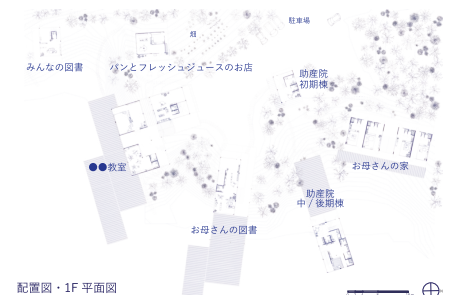 駐車場
畑
みんなの図書
パンとフレッシュジュースのお店
助産院
初期棟
●●教室
お母さんの家
助産院
中／後期棟
お母さんの図書
配置図・1F 平面図